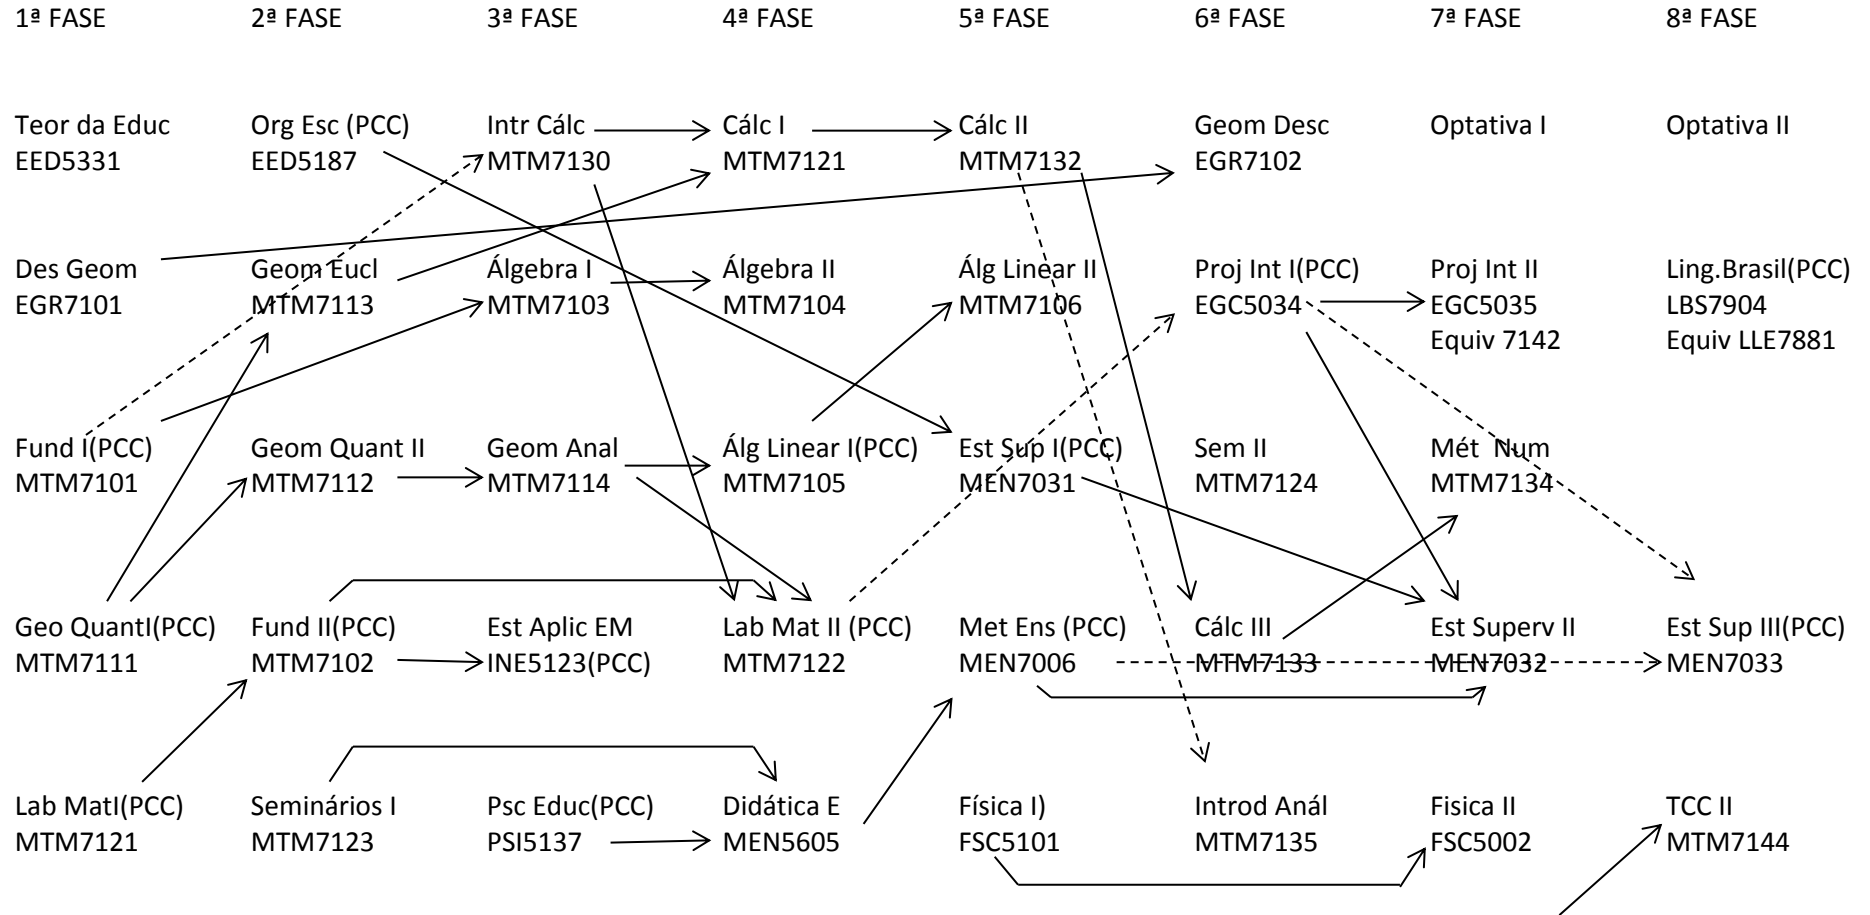 1ª FASE 2ª FASE 3ª FASE 4ª FASE 5ª FASE 6ª FASE 7ª FASE 8ª FASE
Teor da Educ Org Esc (PCC) Intr Cálc Cálc I Cálc II Geom Desc Optativa I Optativa II
EED5331 EED5187 MTM7130 MTM7121 MTM7132 EGR7102
Des Geom Geom Eucl Álgebra I Álgebra II Álg Linear II Proj Int I(PCC) Proj Int II Ling.Brasil(PCC)
EGR7101 MTM7113 MTM7103 MTM7104 MTM7106 EGC5034 EGC5035 LBS7904
Equiv 7142 Equiv LLE7881
Fund I(PCC) Geom Quant II Geom Anal Álg Linear I(PCC) Est Sup I(PCC) Sem II Mét Num
MTM7101 MTM7112 MTM7114 MTM7105 MEN7031 MTM7124 MTM7134
Geo QuantI(PCC) Fund II(PCC) Est Aplic EM Lab Mat II (PCC) Met Ens (PCC) Cálc III Est Superv II Est Sup III(PCC)
MTM7111 MTM7102 INE5123(PCC) MTM7122 MEN7006 MTM7133 MEN7032 MEN7033
Lab MatI(PCC) Seminários I Psc Educ(PCC) Didática E Física I) Introd Anál Fisica II TCC II
MTM7121 MTM7123 PSI5137 MEN5605 FSC5101 MTM7135 FSC5002 MTM7144